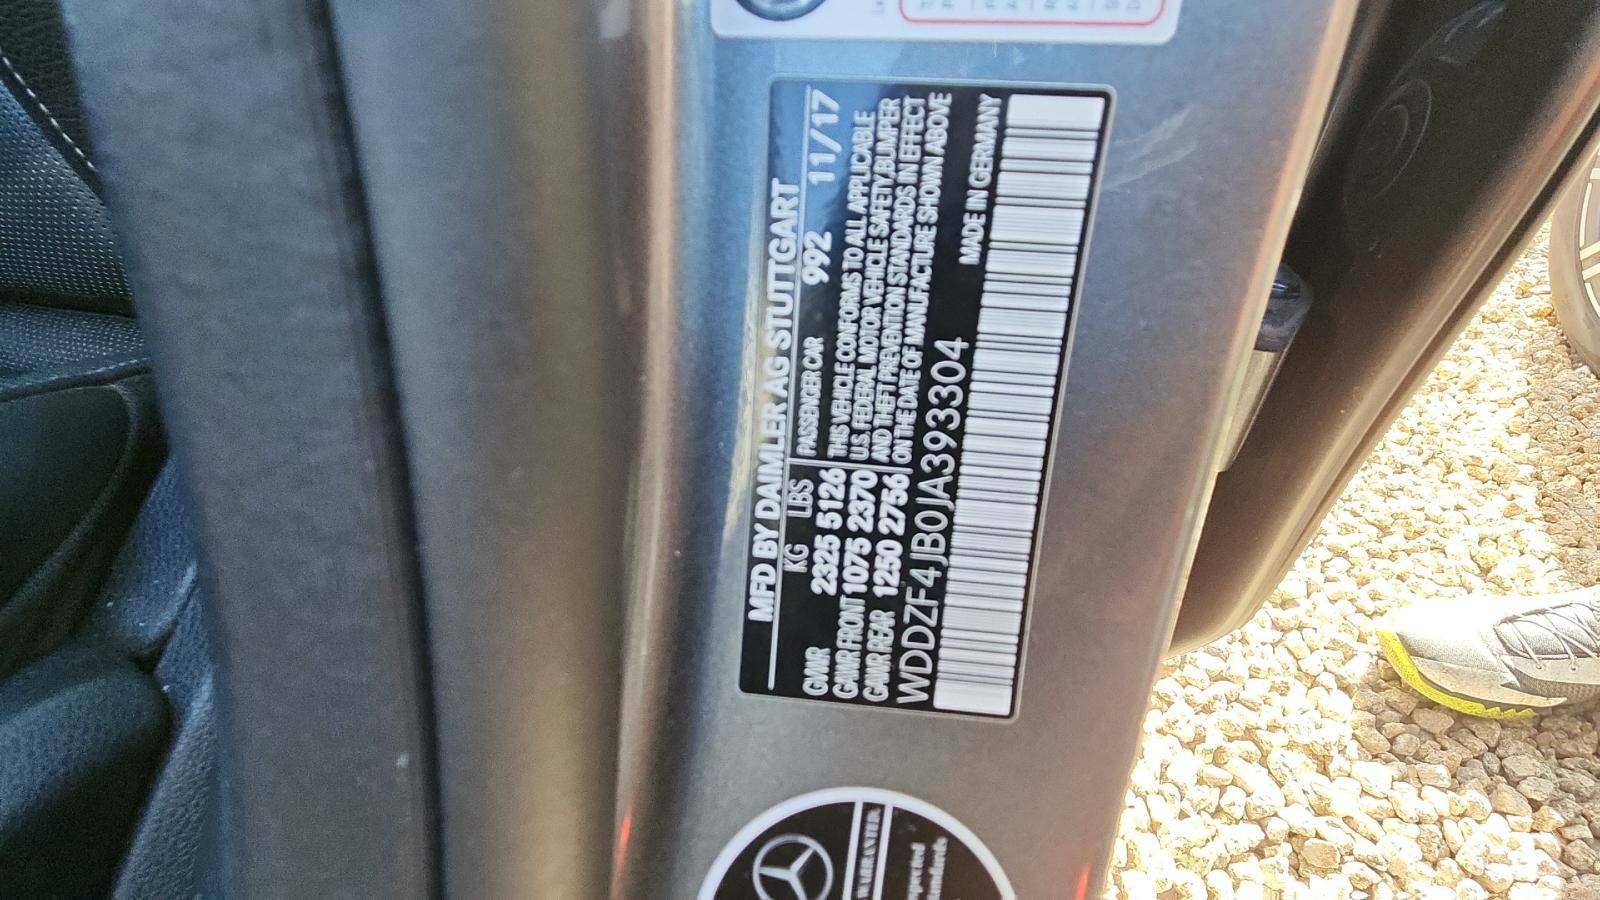 MFD BY DAIMLER AG STUTTGART
KG LBS
GVWR 2325 5126
GAWR FRONT 1075 2370
GAWR REAR 1250 2756
PASSENGER CAR 992 11/17
THIS VEHICLE CONFORMS TO ALL APPLICABLE
U.S. FEDERAL MOTOR VEHICLE SAFETY/BUMPER
AND THEFT PREVENTION STANDARDS IN EFFECT
ON THE DATE OF MANUFACTURE SHOWN ABOVE
WDDZF4JB0JA393304
MADE IN GERMANY
WARRANTED